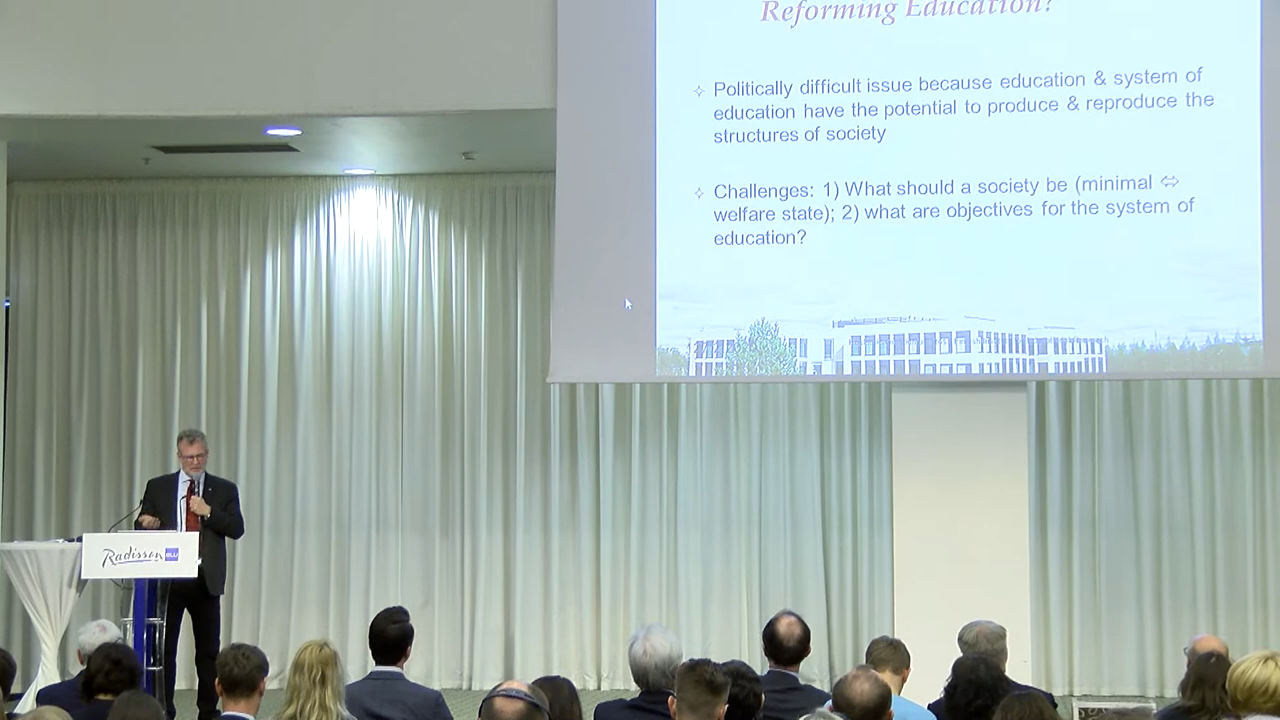 Reforming Education?
Politically difficult issue because education & system of
education have the potential to produce & reproduce the
structures of society
Challenges: 1) What should a society be (minimal ⇔
welfare state); 2) what are objectives for the system of
education?
Radisson BLU